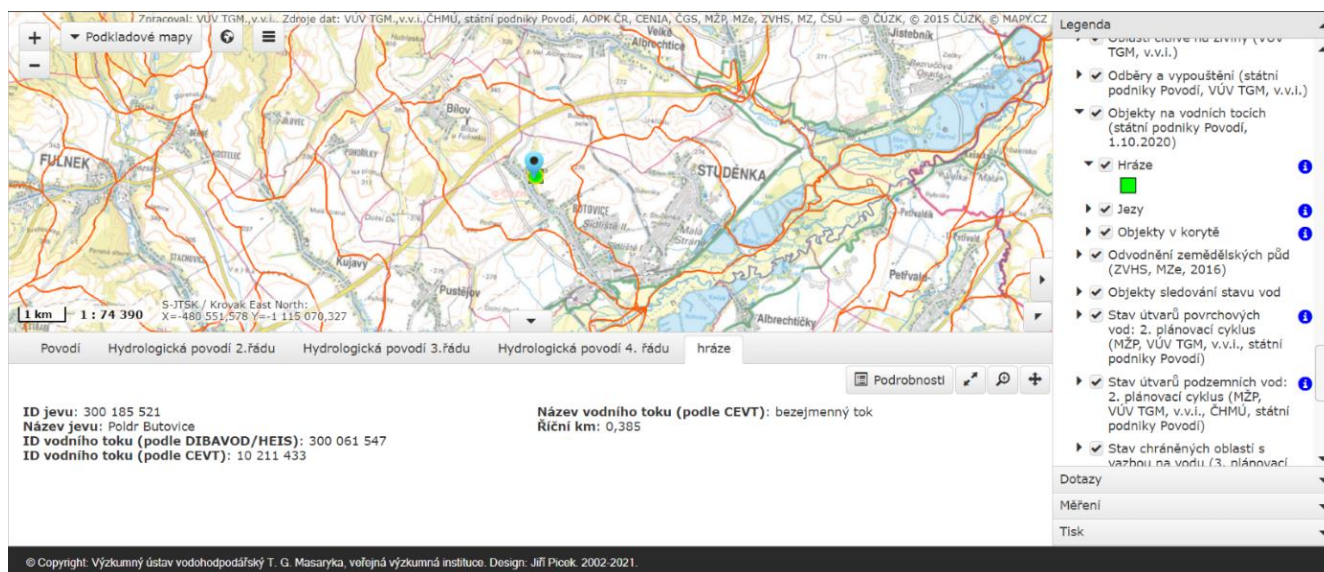 Zpracoval: VÚV TGM, v.v.i., Zdroje dat: VÚV TGM, v.v.i., ČHMÚ, státní podniky Povodí, AOPK ČR, CENIA, ČGS, MŽP, MZe, ZVHS, MZ, ČSÚ — © ČÚZK, © 2015 ČÚZK, © MAPY.CZ
+
−
Podkladové mapy
Velké Albrechtice
Jistebník
Bílov
Bílov
FULNEK
KOSTELEC
POHOŘÍLKY
STUDÉNKA
BUTOVICE
Sídliště II.
Sídliště I.
Malá Strana
STACHOVICE
Kujavy
Pustějov
Petřvaldík
Petřvald-
Albrechtičky
1 km
1 : 74 390
S-JTSK / Krovak East North:
X=-480 551,578 Y=-1 115 070,327
Povodí
Hydrologická povodí 2.řádu
Hydrologická povodí 3.řádu
Hydrologická povodí 4. řádu
hráze
Podrobnosti
ID jevu: 300 185 521
Název jevu: Poldr Butovice
ID vodního toku (podle DIBAVOD/HEIS): 300 061 547
ID vodního toku (podle CEVT): 10 211 433
Název vodního toku (podle CEVT): bezejmenný tok
Říční km: 0,385
Legenda
TGM, v.v.i.)
Odběry a vypouštění (státní
podniky Povodí, VÚV TGM, v.v.i.)
Objekty na vodních tocích
(státní podniky Povodí,
1.10.2020)
Hráze
Jezy
Objekty v korytě
Odvodnění zemědělských půd
(ZVHS, MZe, 2016)
Objekty sledování stavu vod
Stav útvarů povrchových
vod: 2. plánovací cyklus
(MŽP, VÚV TGM, v.v.i., státní
podniky Povodí)
Stav útvarů podzemních vod:
2. plánovací cyklus (MŽP,
VÚV TGM, v.v.i., ČHMÚ, státní
podniky Povodí)
Stav chráněných oblastí s
vazbou na vodu (3. plánovací
Dotazy
Měření
Tisk
© Copyright: Výzkumný ústav vodohodpodářský T. G. Masaryka, veřejná výzkumná instituce. Design: Jiří Picek. 2002-2021.